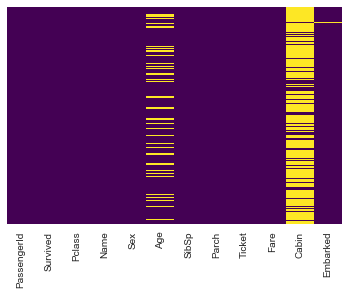 PassengerId
Survived
Pclass
Name
Sex
Age
SibSp
Parch
Ticket
Fare
Cabin
Embarked